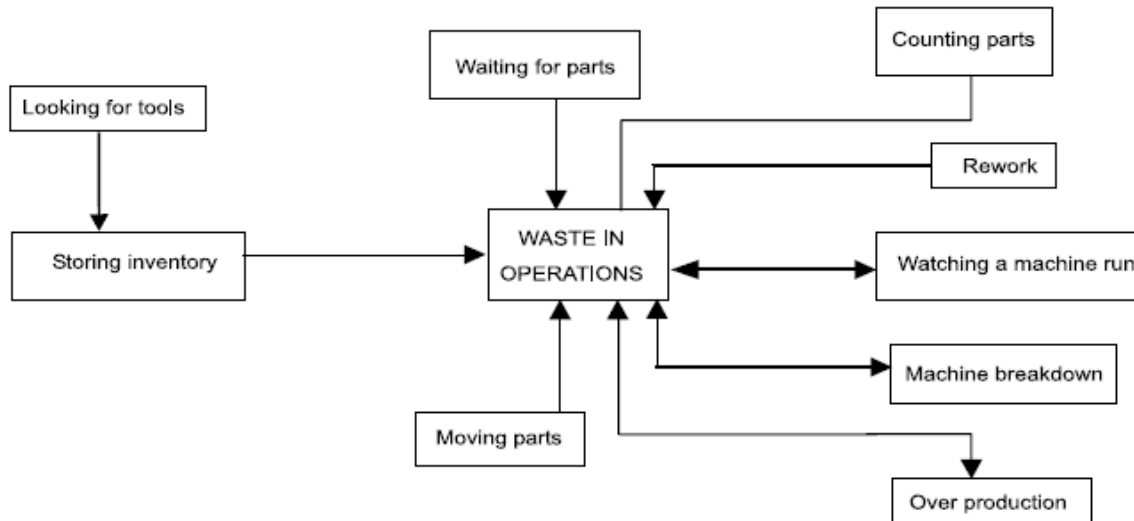 Counting parts
Waiting for parts
Looking for tools
Rework
WASTE IN
OPERATIONS
Storing inventory
Watching a machine run
Machine breakdown
Moving parts
Over production